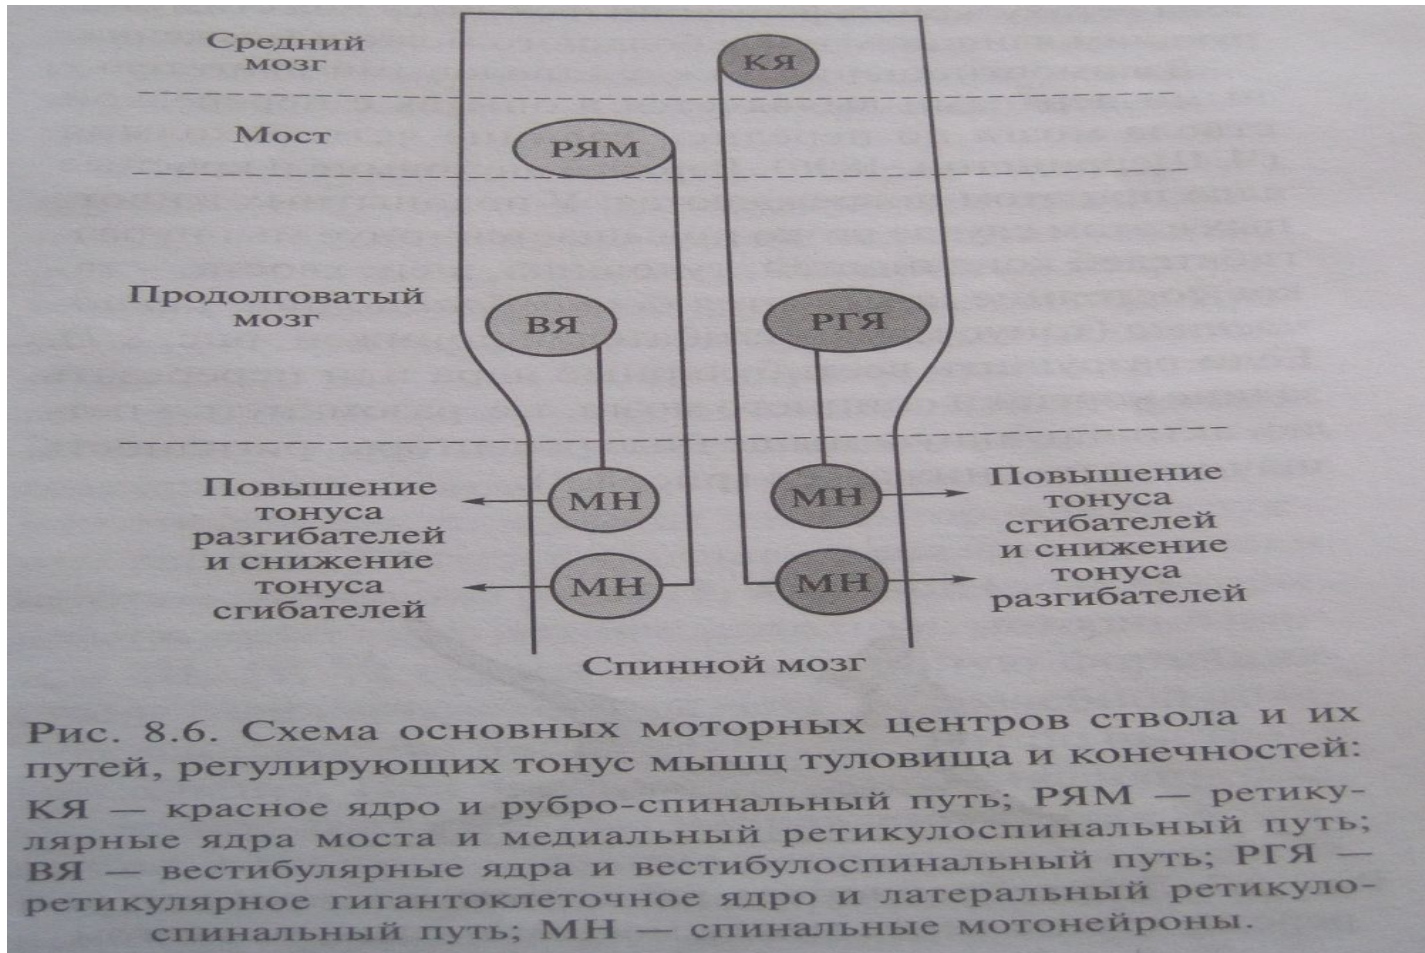 Средний
мозг
КЯ
Мост
РЯМ
Продолговатый
мозг
ВЯ
РГЯ
Повышение
тонуса
разгибателей
и снижение
тонуса
сгибателей
МН
МН
МН
МН
Повышение
тонуса
сгибателей
и снижение
тонуса
разгибателей
Спинной мозг
Рис. 8.6. Схема основных моторных центров ствола и их
путей, регулирующих тонус мышц туловища и конечностей:
КЯ — красное ядро и рубро-спинальный путь; РЯМ — ретику-
лярные ядра моста и медиальный ретикулоспинальный путь;
ВЯ — вестибулярные ядра и вестибулоспинальный путь; РГЯ —
ретикулярное гигантоклеточное ядро и латеральный ретикуло-
спинальный путь; МН — спинальные мотонейроны.